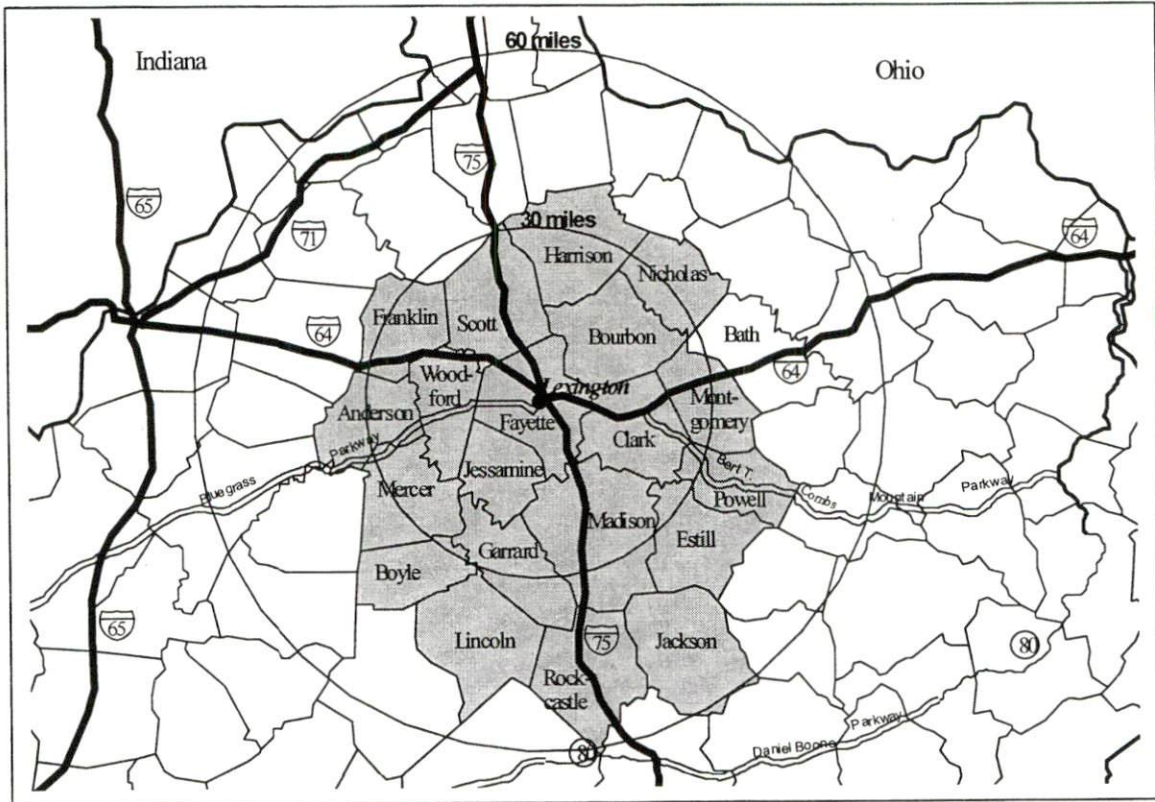 60 miles
Indiana
Ohio
75
65
71
30 miles
64
Harrison
Nicholas
64
Franklin
Scott
Bourbon
Bath
64
Wood-
ford
Lexington
Mont-
gomery
Anderson
Fayette
Clark
Parkway
Bluegrass
Jessamine
Mercer
Bert T.
Combs
Mountain
Parkway
Powell
Madison
Estill
Garrard
Boyle
65
Lincoln
75
Jackson
80
Rock-
castle
Parkway
Daniel Boone
80